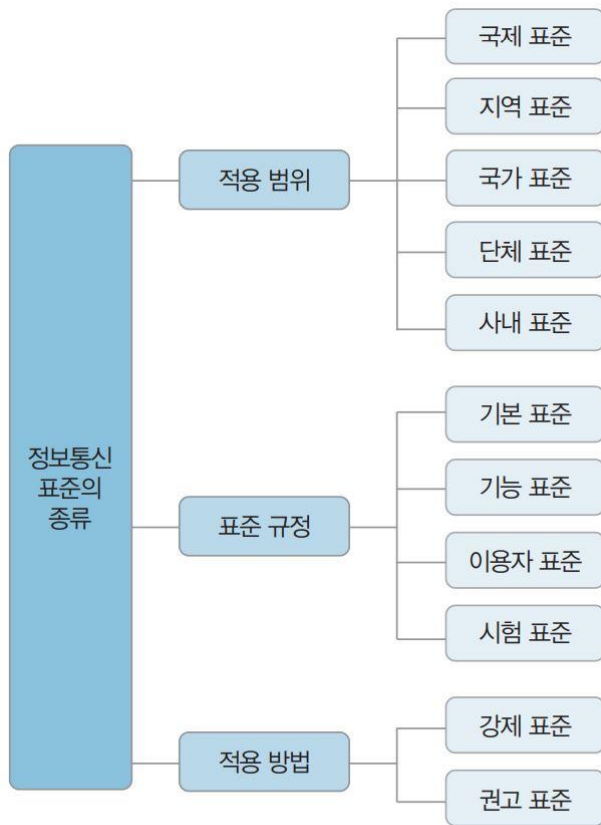 정보통신
표준의
종류
적용 범위
국제 표준
지역 표준
국가 표준
단체 표준
사내 표준
표준 규정
기본 표준
기능 표준
이용자 표준
시험 표준
적용 방법
강제 표준
권고 표준